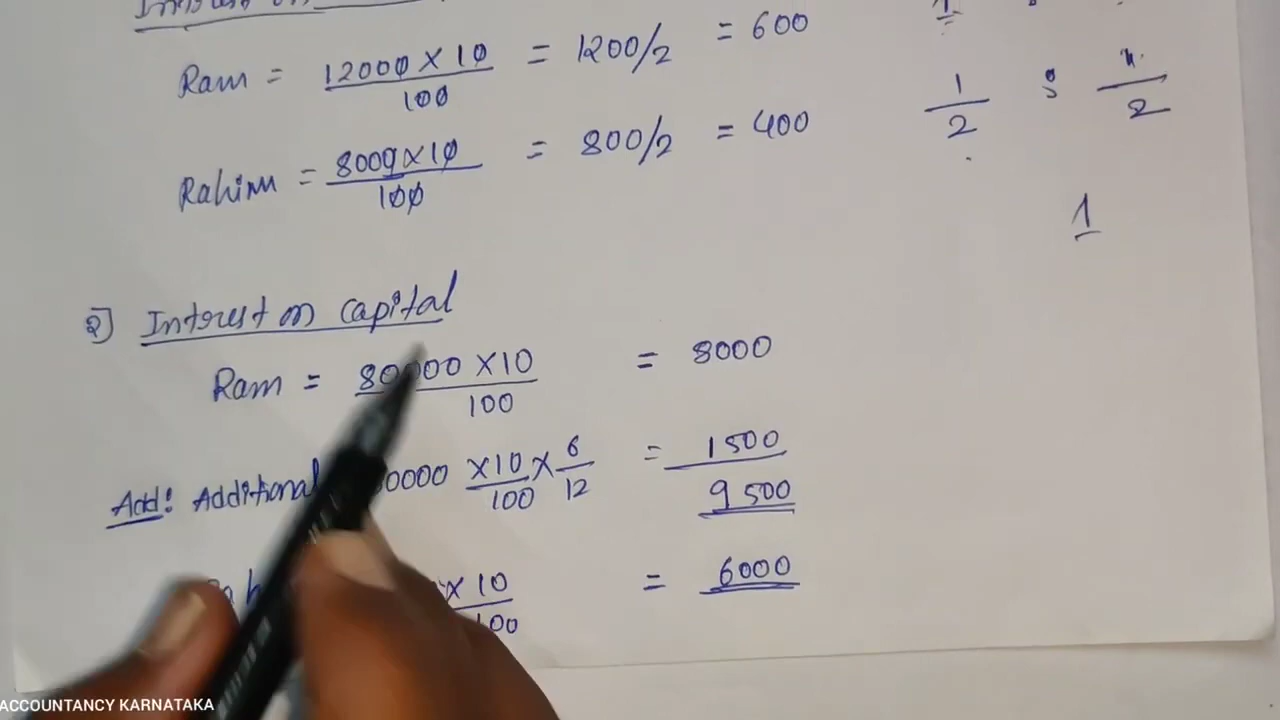 Interest on
Ram = 12000 X 10 / 100 = 1200/2 = 600
1/2 : /2
Rahim = 8000 X 10 / 100 = 800/2 = 400
1
2] Interest on capital
Ram = 80000 X 10 / 100 = 8000
Add: Additional 0000 X 10/100 X 6/12 = 1500
9500
X 10 / 100 = 6000
ACCOUNTANCY KARNATAKA